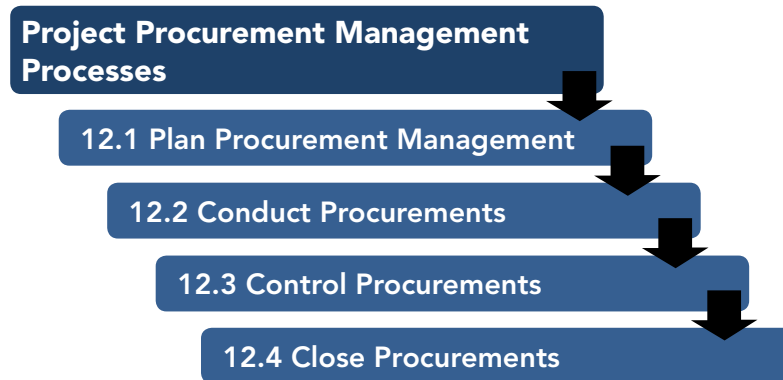 Project Procurement Management
Processes
12.1 Plan Procurement Management
12.2 Conduct Procurements
12.3 Control Procurements
12.4 Close Procurements